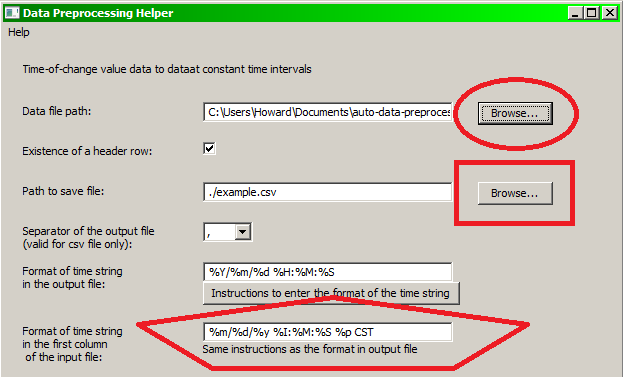 Data Preprocessing Helper
Help
Time-of-change value data to dataat constant time intervals
Data file path:
C:\Users\Howard\Documents\auto-data-preproces
Browse...
Existence of a header row:
Path to save file:
./example.csv
Browse...
Separator of the output file
(valid for csv file only):
,
Format of time string
in the output file:
%Y/%m/%d %H:%M:%S
Instructions to enter the format of the time string
Format of time string
in the first column
of the input file:
%m/%d/%y %I:%M:%S %p CST
Same instructions as the format in output file